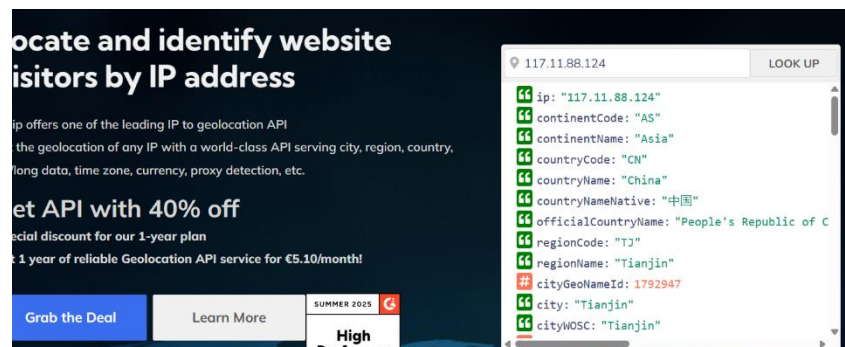 ocate and identify website
isitors by IP address
ip offers one of the leading IP to geolocation API
the geolocation of any IP with a world-class API serving city, region, country,
/long data, time zone, currency, proxy detection, etc.
et API with 40% off
ecial discount for our 1-year plan
1 year of reliable Geolocation API service for €5.10/month!
Grab the Deal
Learn More
SUMMER 2025
High
117.11.88.124
LOOK UP
ip: "117.11.88.124"
continentCode: "AS"
continentName: "Asia"
countryCode: "CN"
countryName: "China"
countryNameNative: "中国"
officialCountryName: "People's Republic of C
regionCode: "TJ"
regionName: "Tianjin"
cityGeoNameId: 1792947
city: "Tianjin"
cityWOSC: "Tianjin"